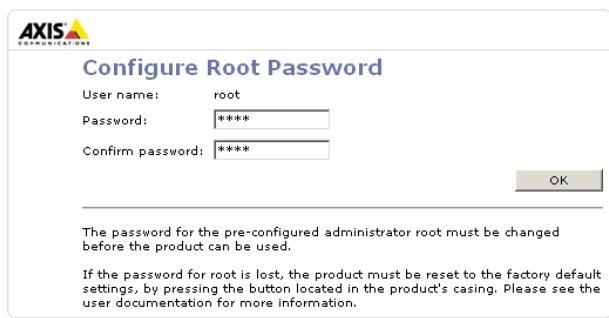 AXIS
COMMUNICATIONS
Configure Root Password
User name: root
Password: ****
Confirm password: ****
OK
The password for the pre-configured administrator root must be changed
before the product can be used.
If the password for root is lost, the product must be reset to the factory default
settings, by pressing the button located in the product's casing. Please see the
user documentation for more information.